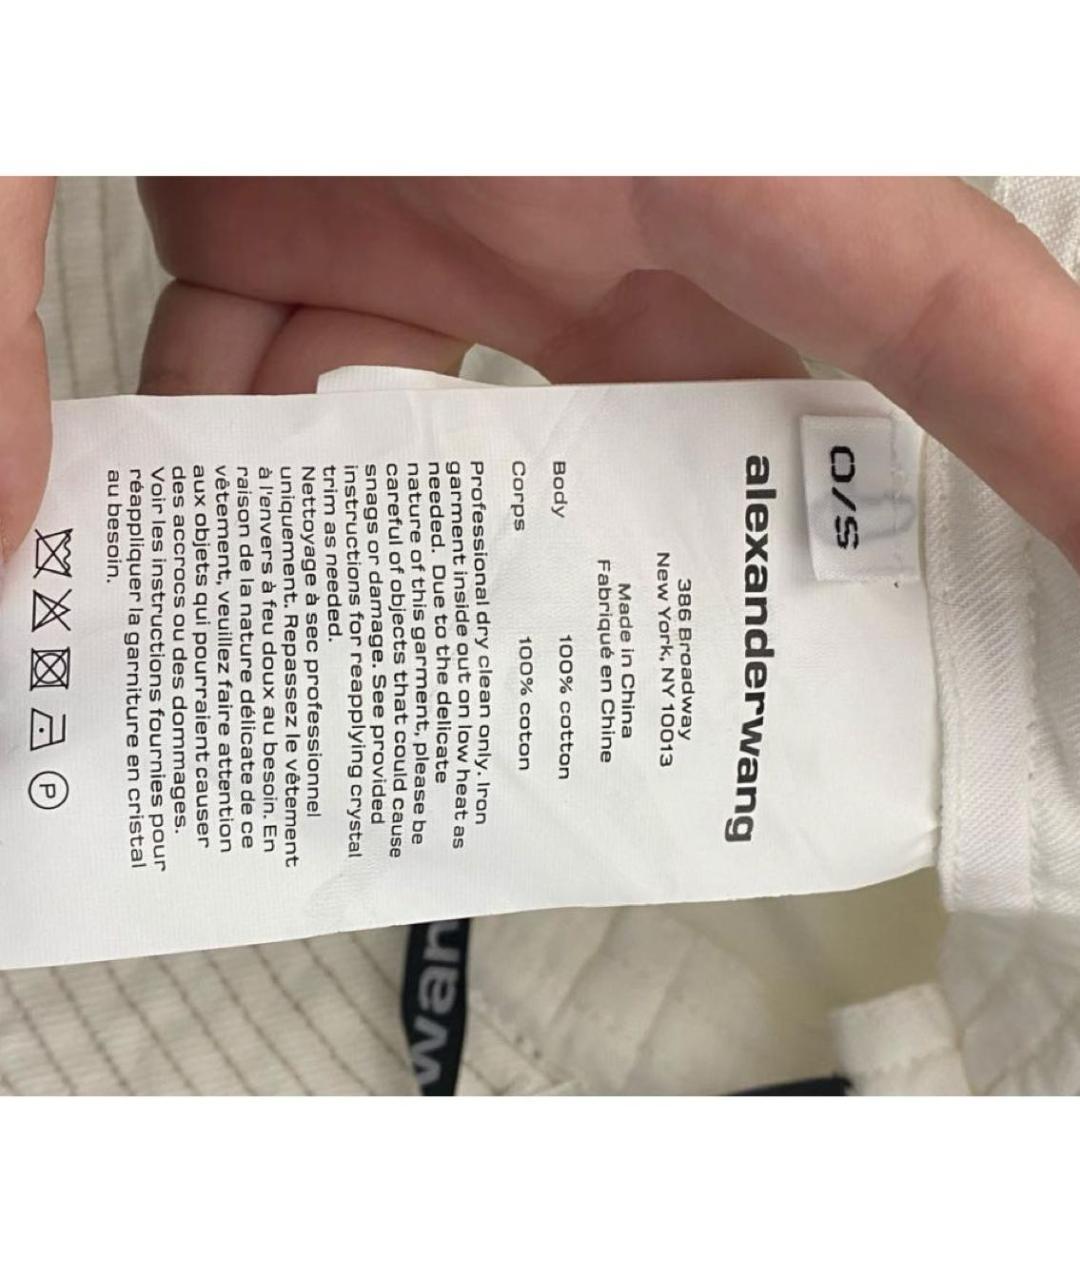 O/S
alexanderwang
386 Broadway
New York, NY 10013
Made in China
Fabriqué en Chine
Body 100% cotton
Corps 100% coton
Professional dry clean only. Iron
garment inside out on low heat as
needed. Due to the delicate
nature of this garment, please be
careful of objects that could cause
snags or damage. See provided
instructions for reapplying crystal
trim as needed.
Nettoyage à sec professionnel
uniquement. Repassez le vêtement
à l'envers à feu doux au besoin. En
raison de la nature délicate de ce
vêtement, veuillez faire attention
aux objets qui pourraient causer
des accrocs ou des dommages.
Voir les instructions fournies pour
réappliquer la garniture en cristal
au besoin.
P
wan